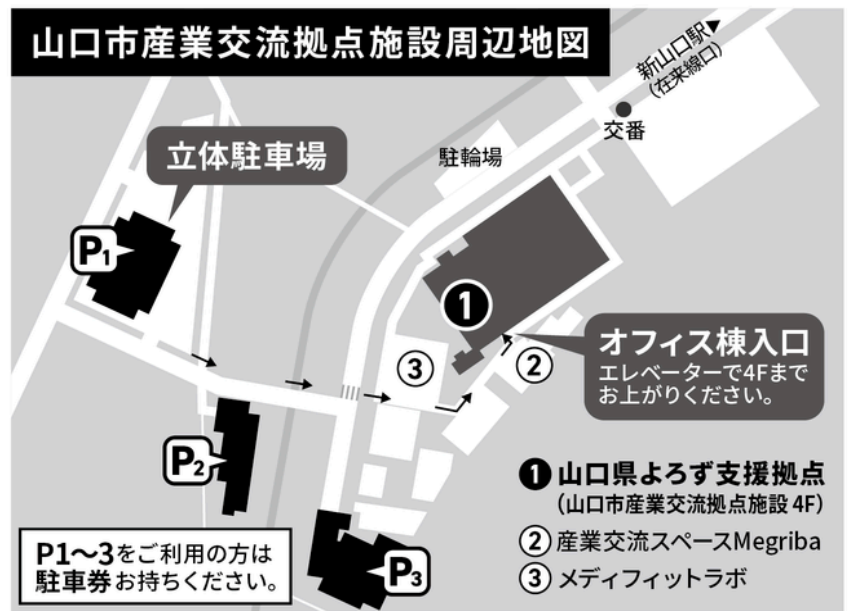 山口市産業交流拠点施設周辺地図
新山口駅▶
(在来線口)
交番
駐輪場
立体駐車場
P1
1
オフィス棟入口
エレベーターで4Fまで
お上がりください。
3
2
P2
1 山口県よろず支援拠点
(山口市産業交流拠点施設 4F)
2 産業交流スペースMegriba
3 メディフィットラボ
P3
P1〜3をご利用の方は
駐車券お持ちください。